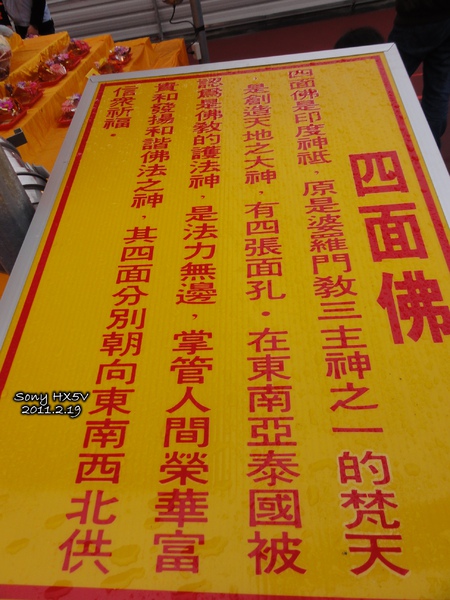 四面佛
四面佛是印度神祗，原是婆羅門教三主神之一的梵天
，是創造天地之大神，有四張面孔。在東南亞泰國被
認為是佛教的護法神，是法力無邊，掌管人間榮華富
貴和發揚和諧佛法之神，其四面分別朝向東南西北供
信衆祈福。
Sony HX5V
2011.2.19